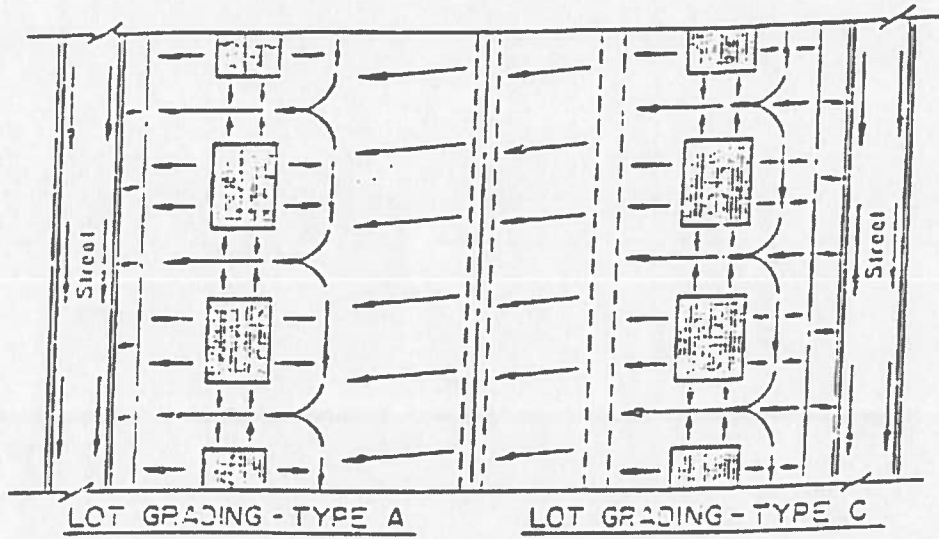 Street
Street
LOT GRADING - TYPE A
LOT GRADING - TYPE C